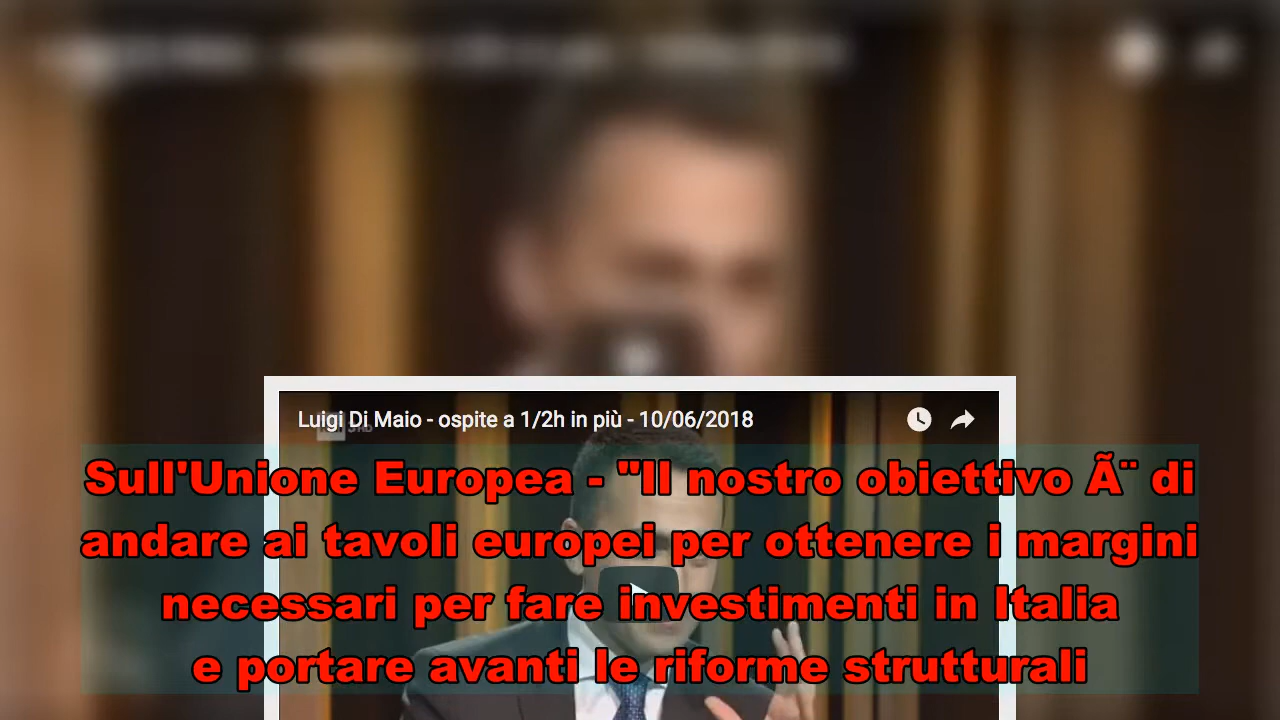 Luigi Di Maio - ospite a 1/2h in più - 10/06/2018
Sull'Unione Europea - "Il nostro obiettivo Ã¨ di
andare ai tavoli europei per ottenere i margini
necessari per fare investimenti in Italia
e portare avanti le riforme strutturali